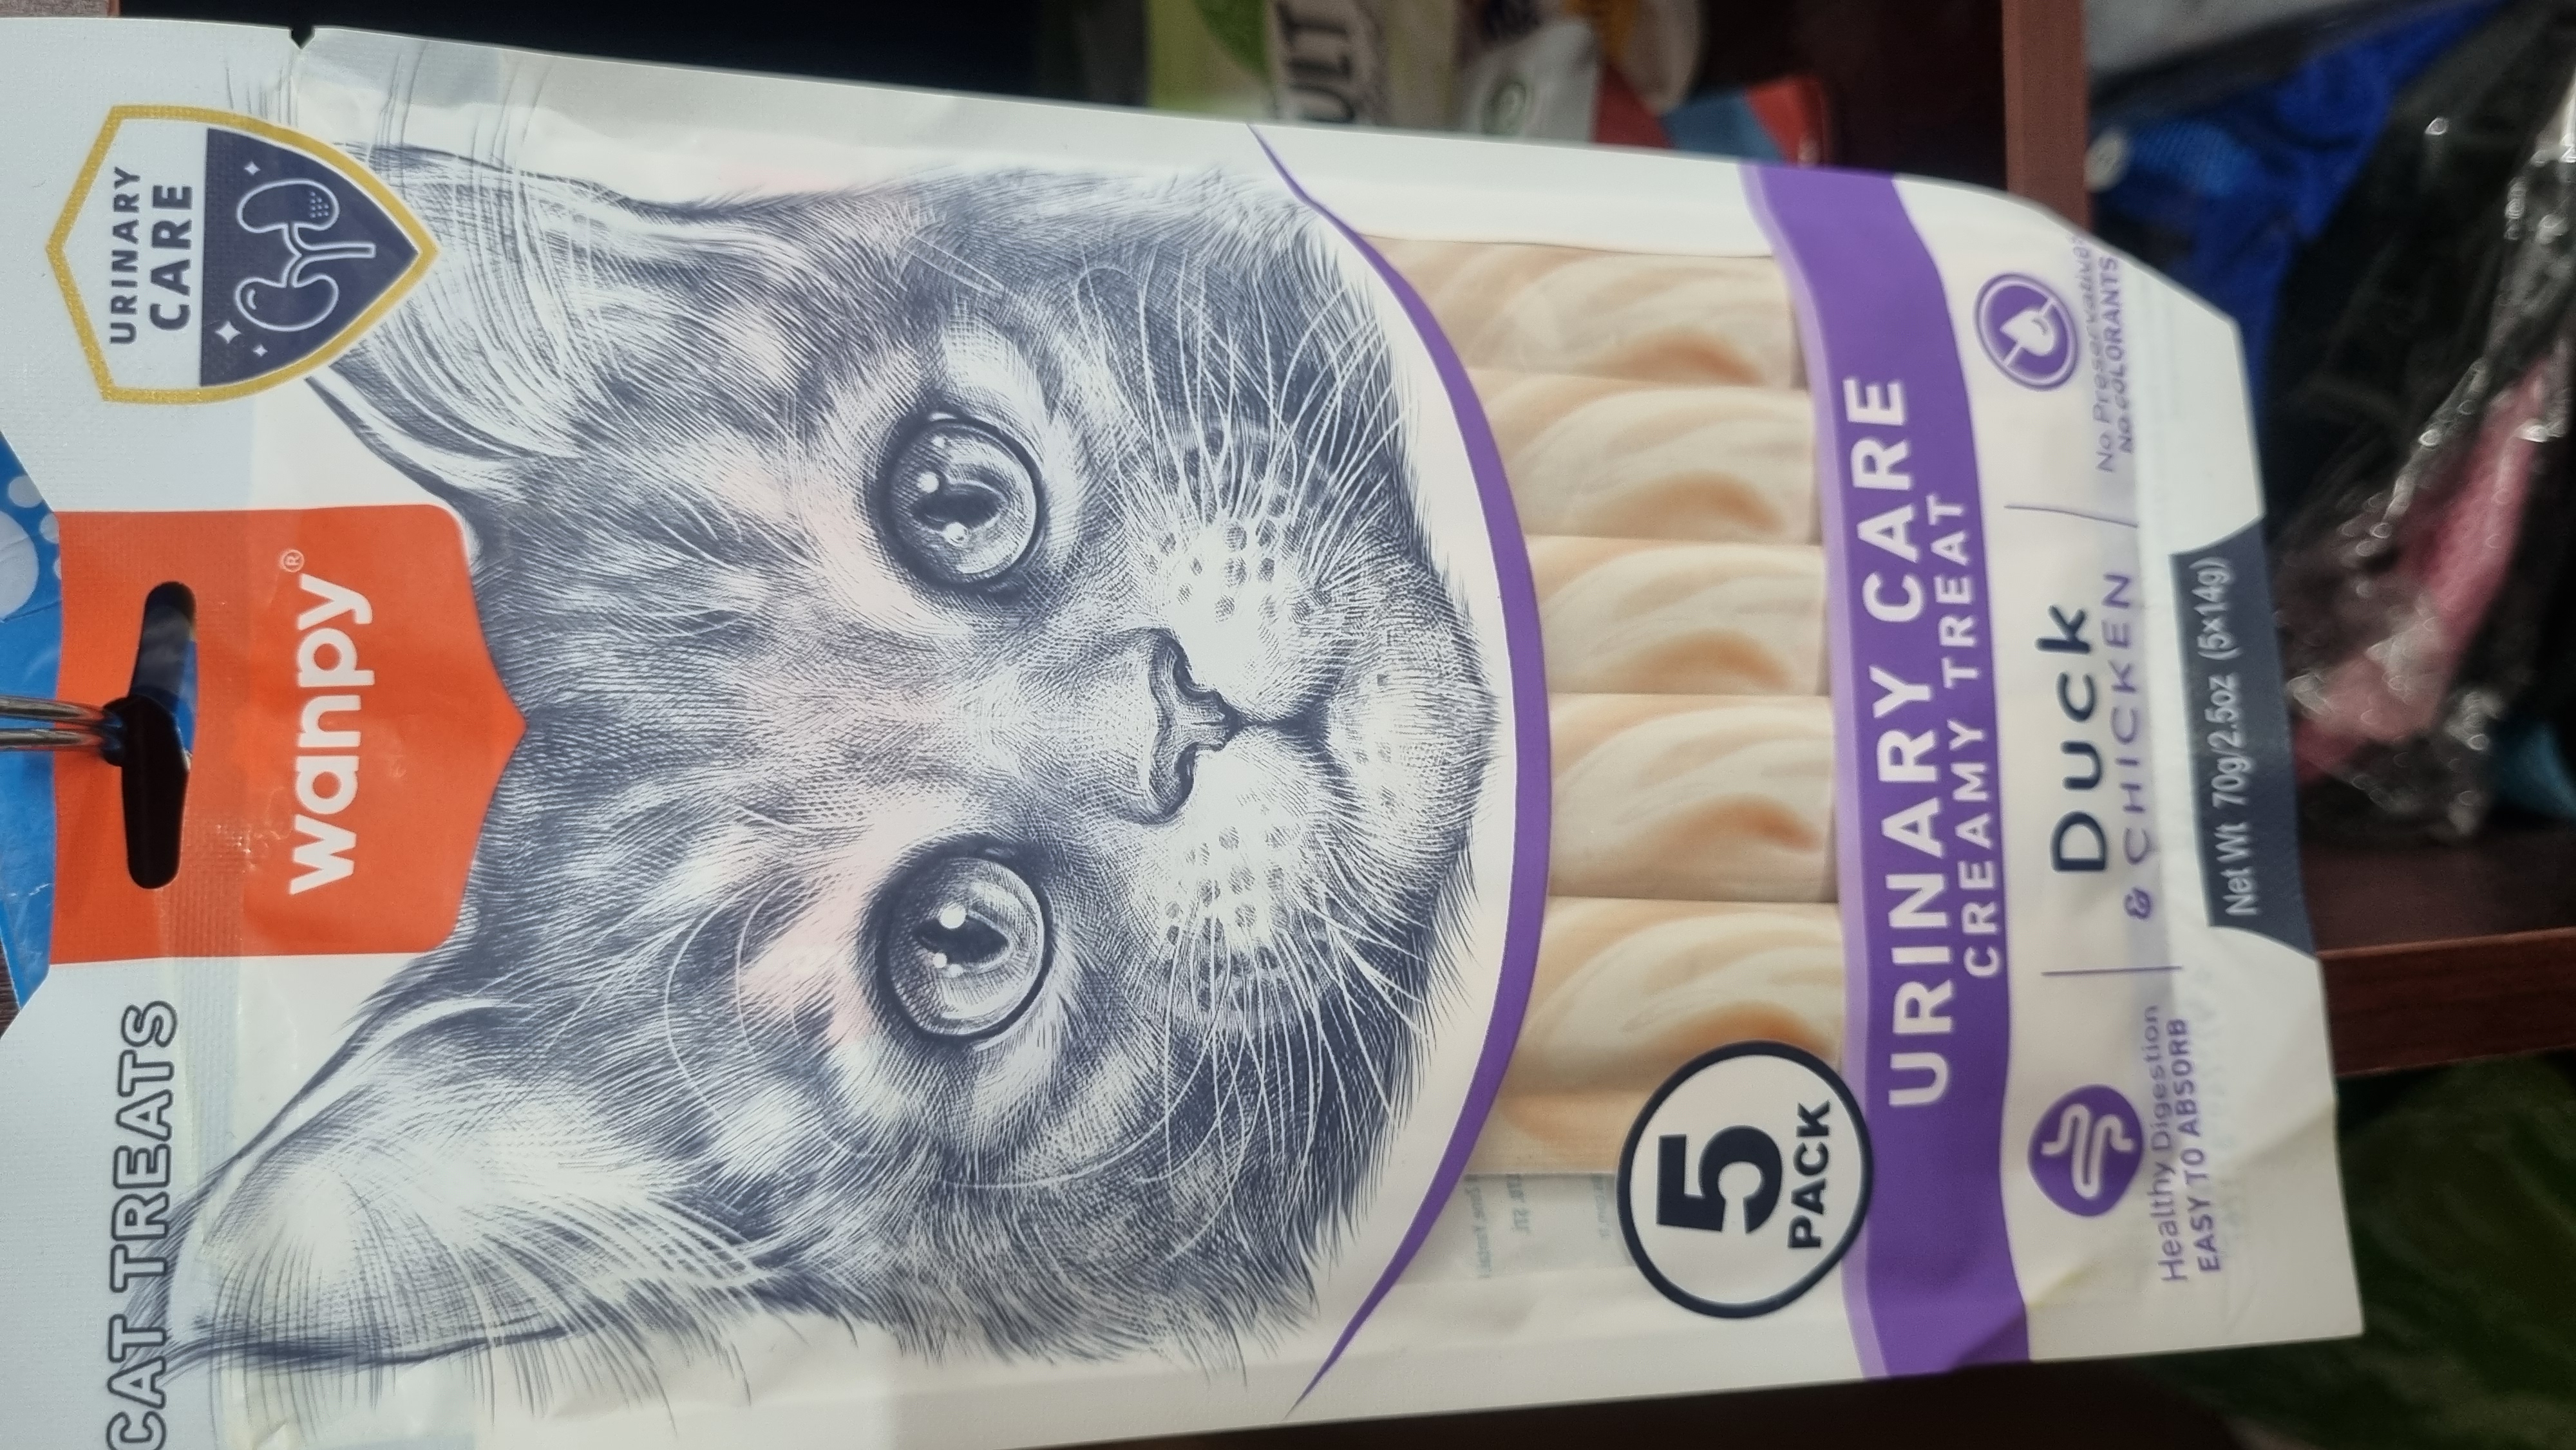 CAT TREATS
wanpy®
URINARY
CARE
5
PACK
URINARY CARE
CREAMY TREAT
Healthy Digestion
EASY TO ABSORB
Duck
& CHICKEN
No Preservatives
No COLORANTS
Net Wt 70g/2.5oz (5×14g)
ULT